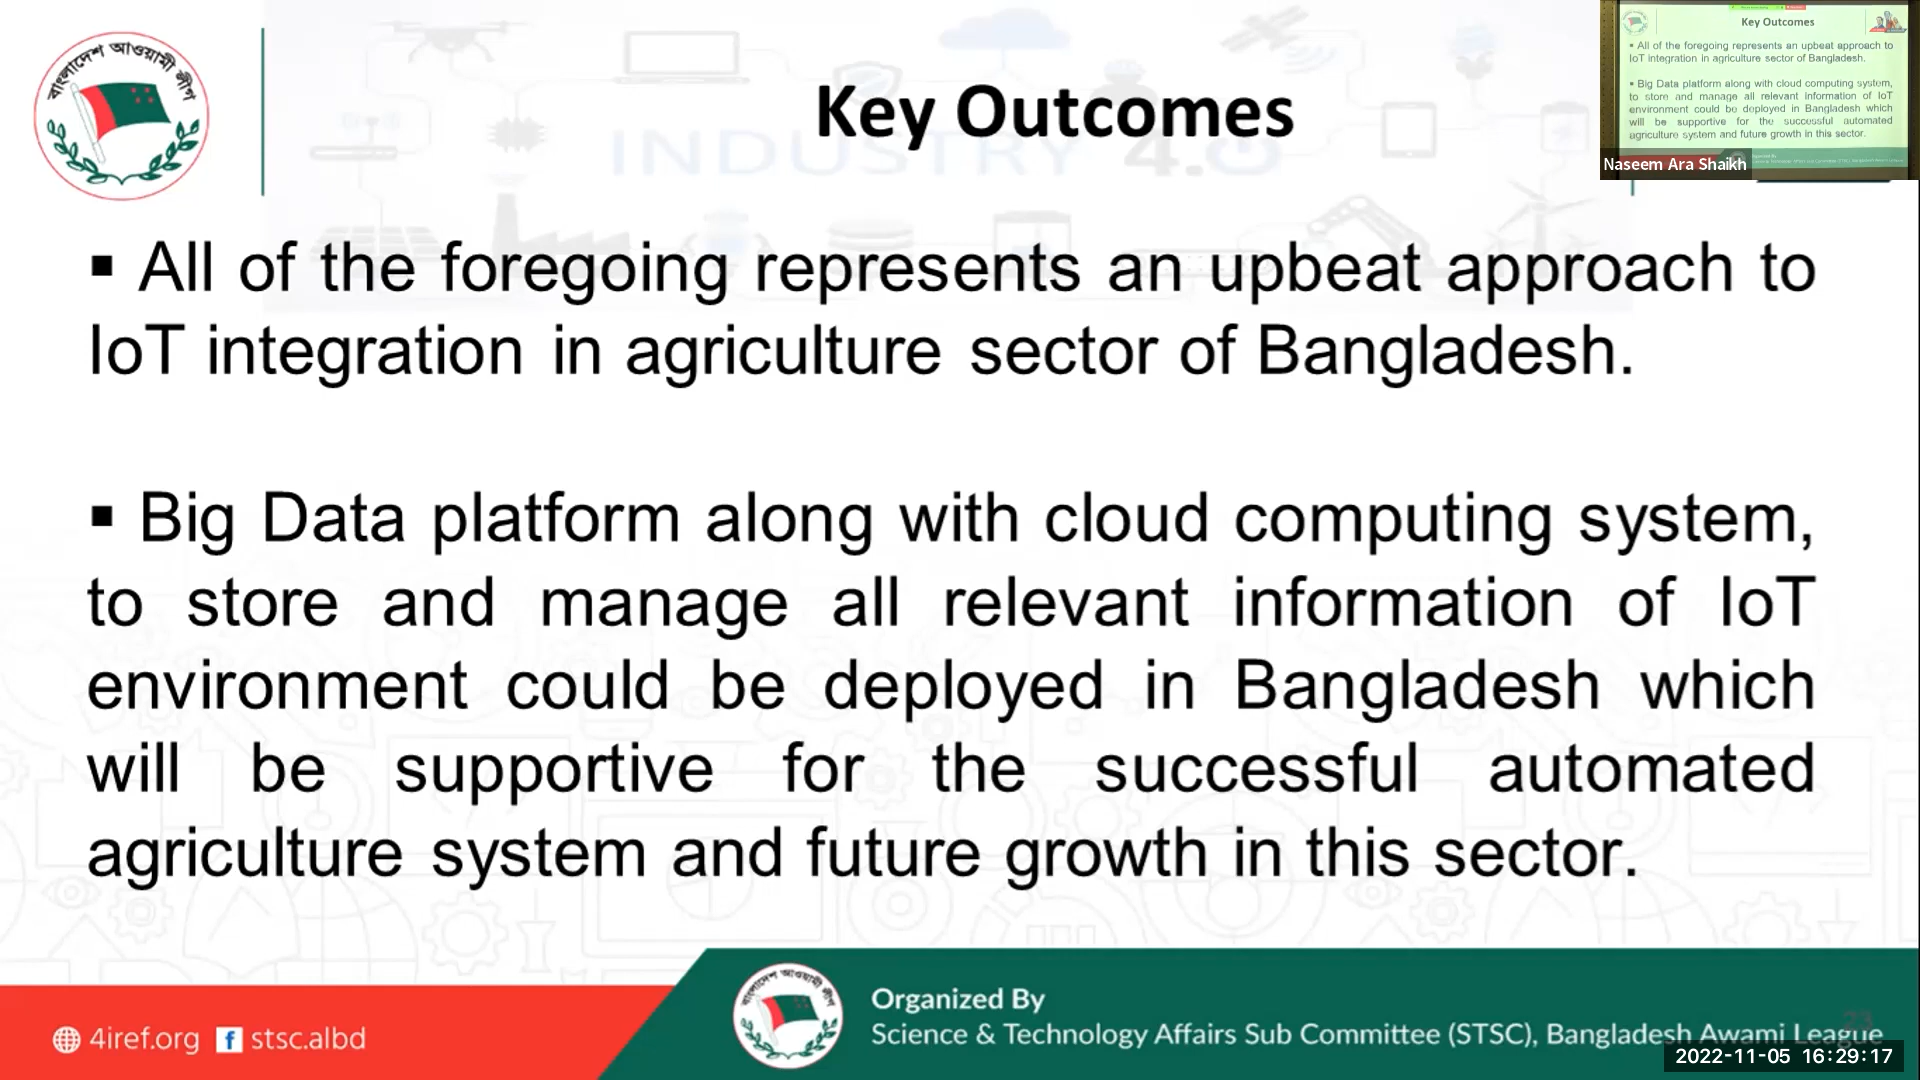 বাংলাদেশ আওয়ামী লীগ
Key Outcomes
INDUSTRY 4.0
▪ All of the foregoing represents an upbeat approach to
IoT integration in agriculture sector of Bangladesh.
▪ Big Data platform along with cloud computing system,
to store and manage all relevant information of IoT
environment could be deployed in Bangladesh which
will be supportive for the successful automated
agriculture system and future growth in this sector.
Key Outcomes
▪ All of the foregoing represents an upbeat approach to
IoT integration in agriculture sector of Bangladesh.
▪ Big Data platform along with cloud computing system,
to store and manage all relevant information of IoT
environment could be deployed in Bangladesh which
will be supportive for the successful automated
agriculture system and future growth in this sector.
Naseem Ara Shaikh
4iref.org stsc.albd
বাংলাদেশ আওয়ামী লীগ
Organized By
Science & Technology Affairs Sub Committee (STSC), Bangladesh Awami League
23
2022-11-05 16:29:17